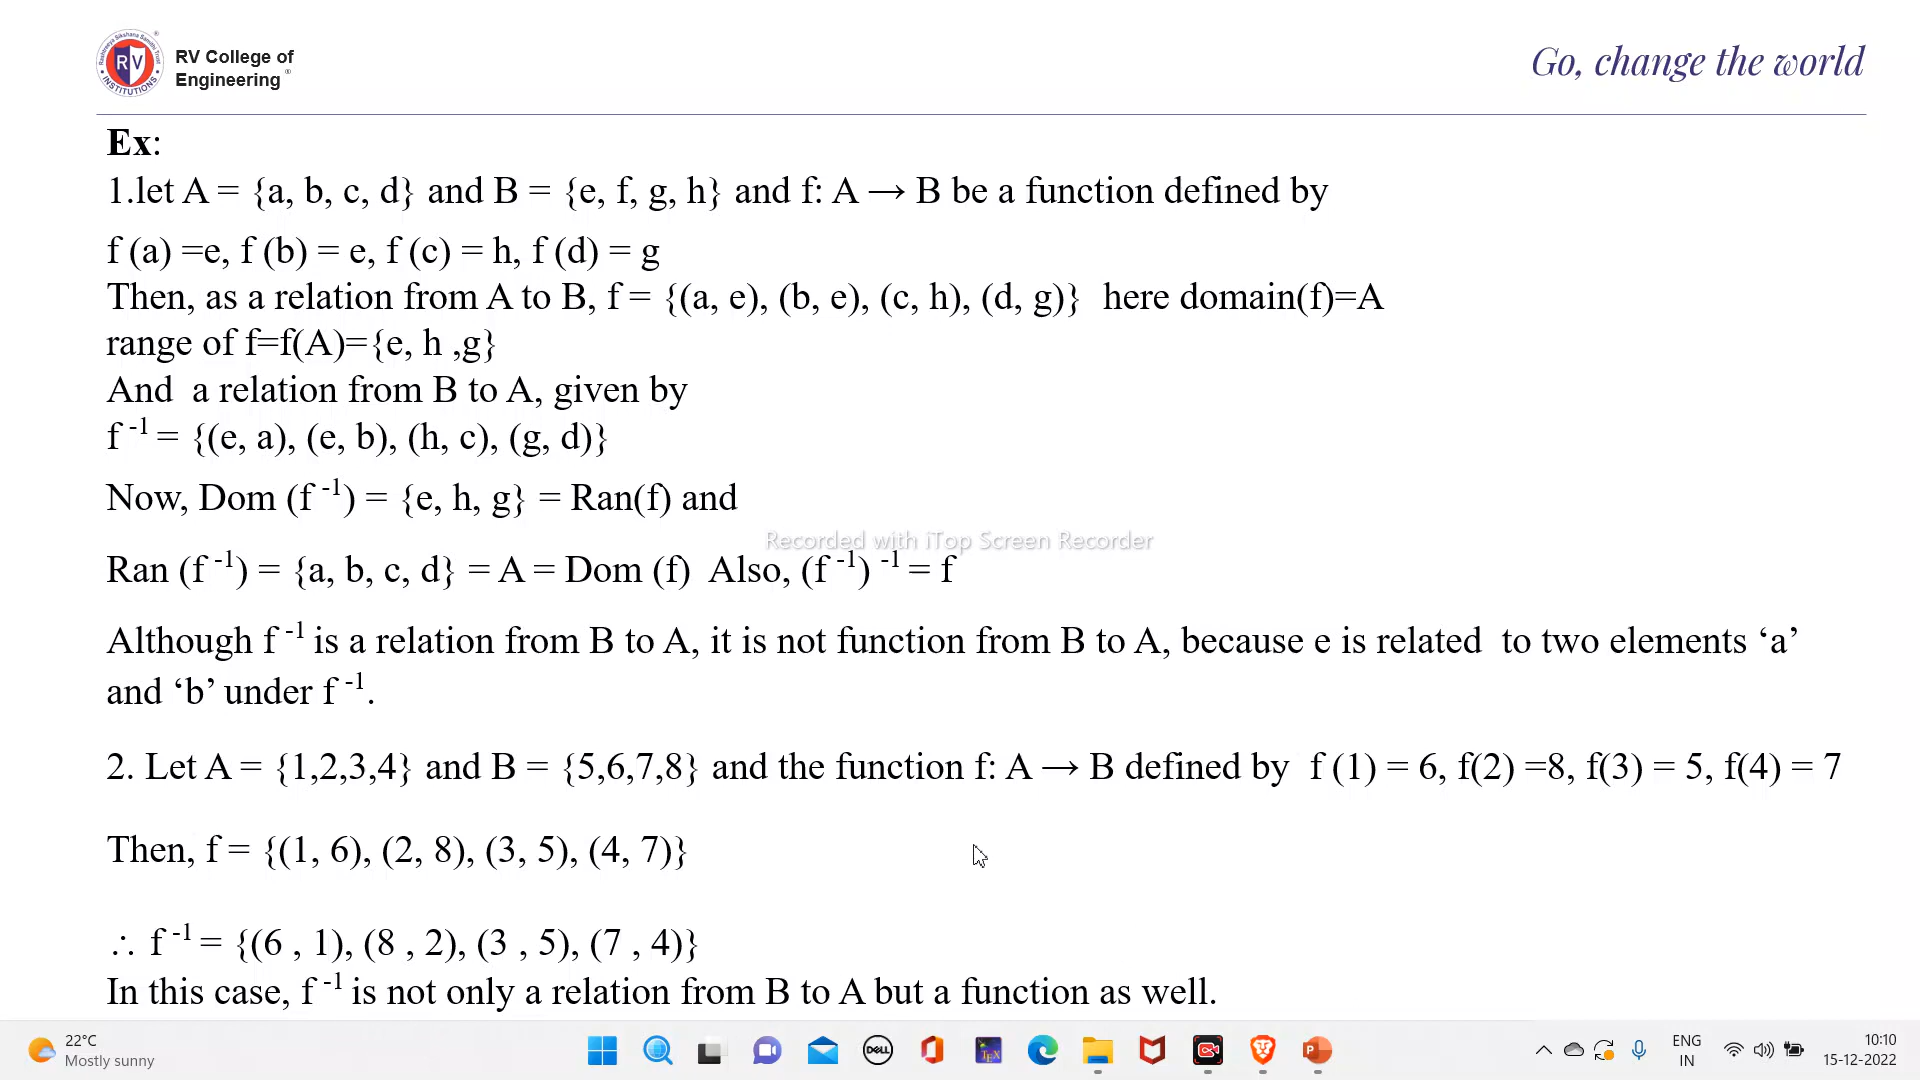 RV College of
Engineering ®
Go, change the world
Ex:
1.let A = {a, b, c, d} and B = {e, f, g, h} and f: A → B be a function defined by
f (a) =e, f (b) = e, f (c) = h, f (d) = g
Then, as a relation from A to B, f = {(a, e), (b, e), (c, h), (d, g)} here domain(f)=A
range of f=f(A)={e, h ,g}
And a relation from B to A, given by
f ⁻¹ = {(e, a), (e, b), (h, c), (g, d)}
Now, Dom (f ⁻¹) = {e, h, g} = Ran(f) and
Recorded with iTop Screen Recorder
Ran (f ⁻¹) = {a, b, c, d} = A = Dom (f) Also, (f ⁻¹) ⁻¹ = f
Although f ⁻¹ is a relation from B to A, it is not function from B to A, because e is related to two elements ‘a’
and ‘b’ under f ⁻¹.
2. Let A = {1,2,3,4} and B = {5,6,7,8} and the function f: A → B defined by f (1) = 6, f(2) =8, f(3) = 5, f(4) = 7
Then, f = {(1, 6), (2, 8), (3, 5), (4, 7)}
∴ f ⁻¹ = {(6 , 1), (8 , 2), (3 , 5), (7 , 4)}
In this case, f ⁻¹ is not only a relation from B to A but a function as well.
22°C
Mostly sunny
DELL
TEX
P
ENG
IN
10:10
15-12-2022
RV
INSTITUTIONS